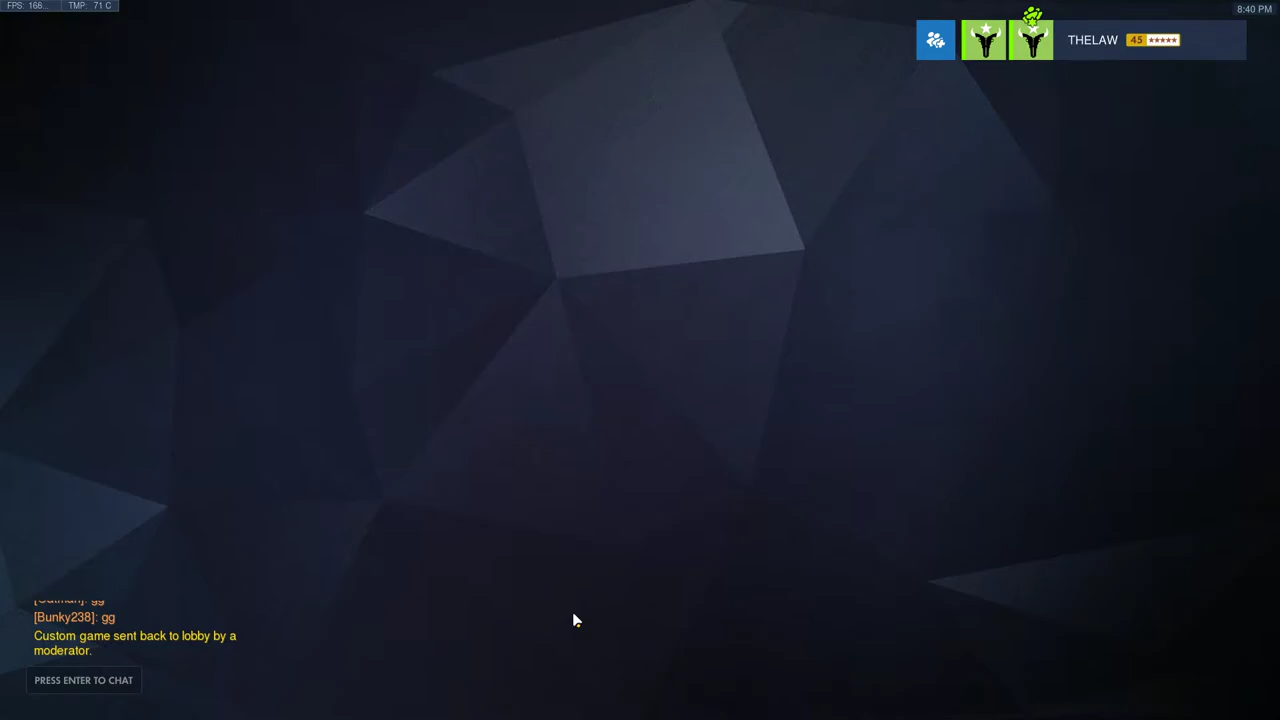 FPS: 166... TMP: 71 C
8:40 PM
THELAW 45
[Bunky238]: gg
Custom game sent back to lobby by a
moderator.
PRESS ENTER TO CHAT